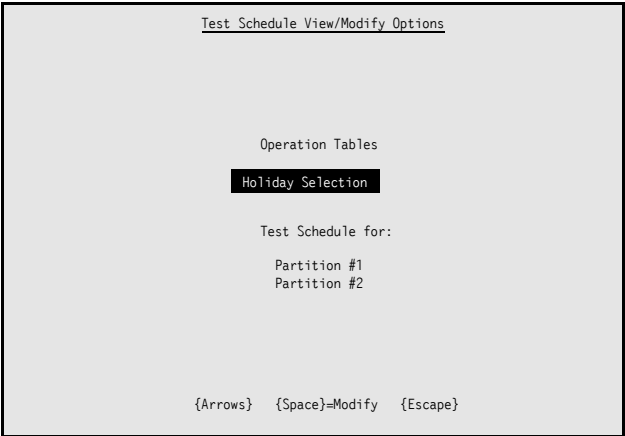 Test Schedule View/Modify Options
Operation Tables
Holiday Selection
Test Schedule for:
Partition #1
Partition #2
{Arrows} {Space}=Modify {Escape}